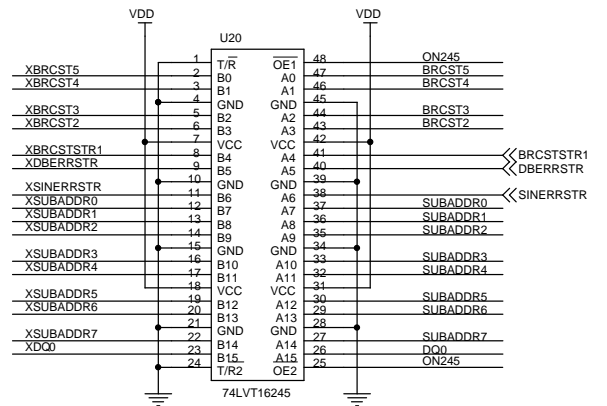 VDD VDD
U20
1 T/R OE1 48 ON245
XBRCST5 2 B0 A0 47 BRCST5
XBRCST4 3 B1 A1 46 BRCST4
4 GND GND 45
XBRCST3 5 B2 A2 44 BRCST3
XBRCST2 6 B3 A3 43 BRCST2
7 VCC VCC 42
XBRCSTSTR1 8 B4 A4 41 BRCSTSTR1
XDBERRSTR 9 B5 A5 40 DBERRSTR
10 GND GND 39
XSINERRSTR 11 B6 A6 38 SINERRSTR
XSUBADDR0 12 B7 A7 37 SUBADDR0
XSUBADDR1 13 B8 A8 36 SUBADDR1
XSUBADDR2 14 B9 A9 35 SUBADDR2
15 GND GND 34
XSUBADDR3 16 B10 A10 33 SUBADDR3
XSUBADDR4 17 B11 A11 32 SUBADDR4
18 VCC VCC 31
XSUBADDR5 19 B12 A12 30 SUBADDR5
XSUBADDR6 20 B13 A13 29 SUBADDR6
21 GND GND 28
XSUBADDR7 22 B14 A14 27 SUBADDR7
XDQ0 23 B15 A15 26 DQ0
24 T/R2 OE2 25 ON245
74LVT16245